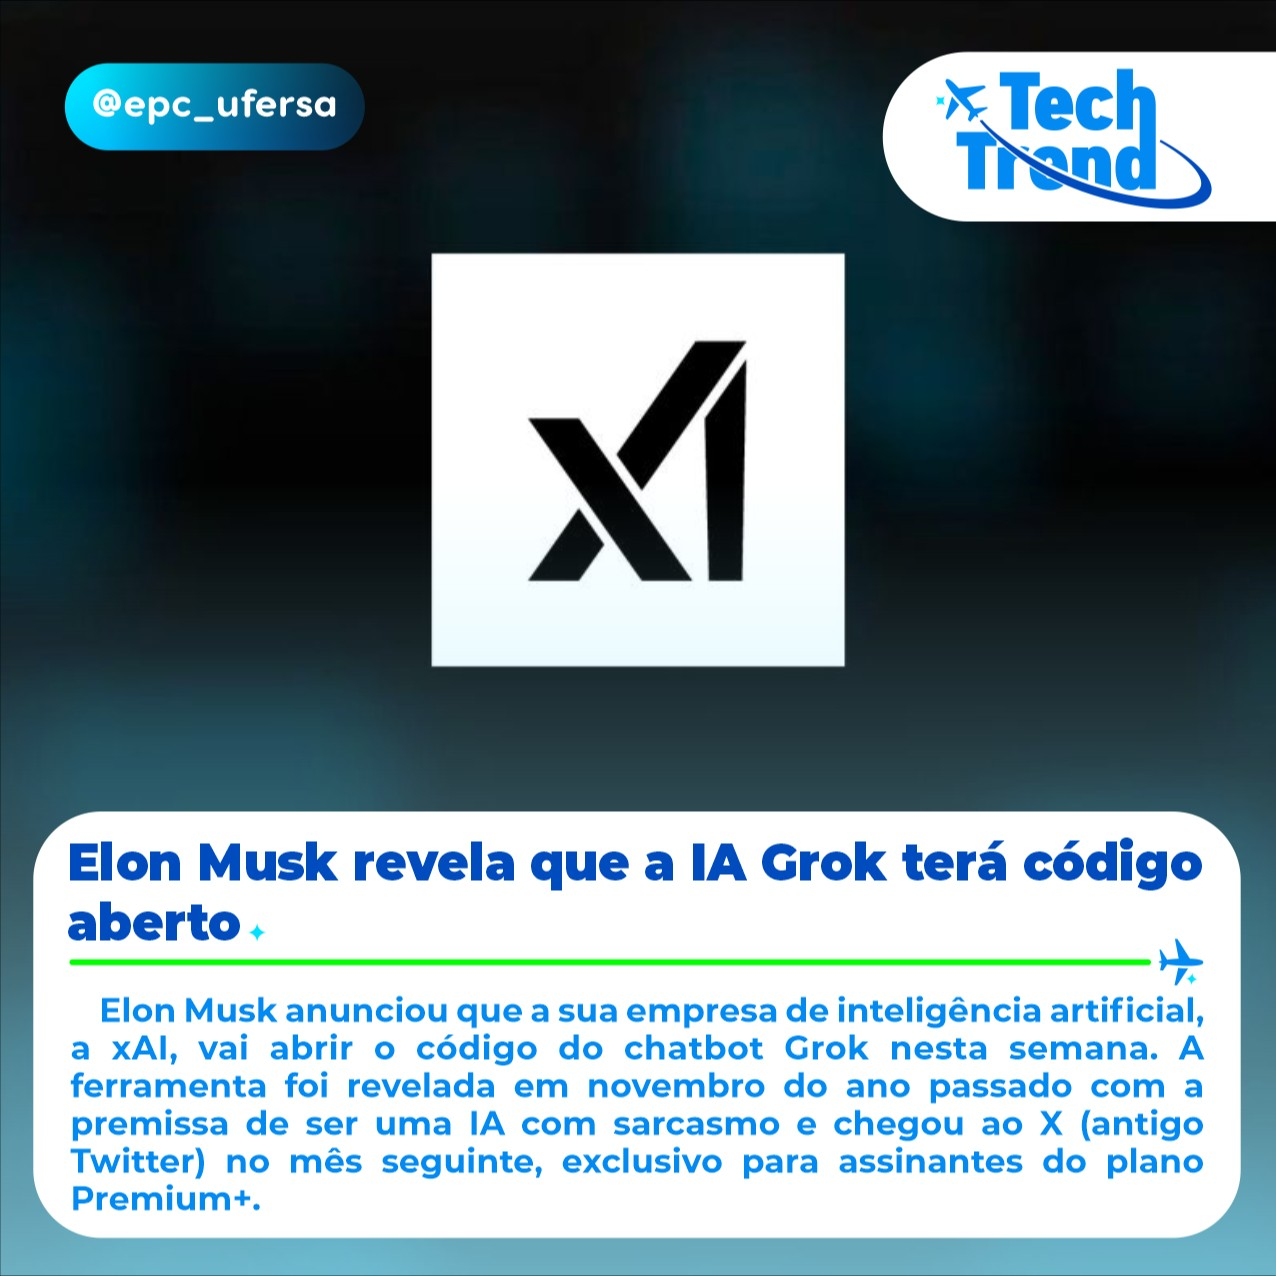 @epc_ufersa
Tech
Trend
xAI
Elon Musk revela que a IA Grok terá código
aberto
Elon Musk anunciou que a sua empresa de inteligência artificial,
a xAI, vai abrir o código do chatbot Grok nesta semana. A
ferramenta foi revelada em novembro do ano passado com a
premissa de ser uma IA com sarcasmo e chegou ao X (antigo
Twitter) no mês seguinte, exclusivo para assinantes do plano
Premium+.